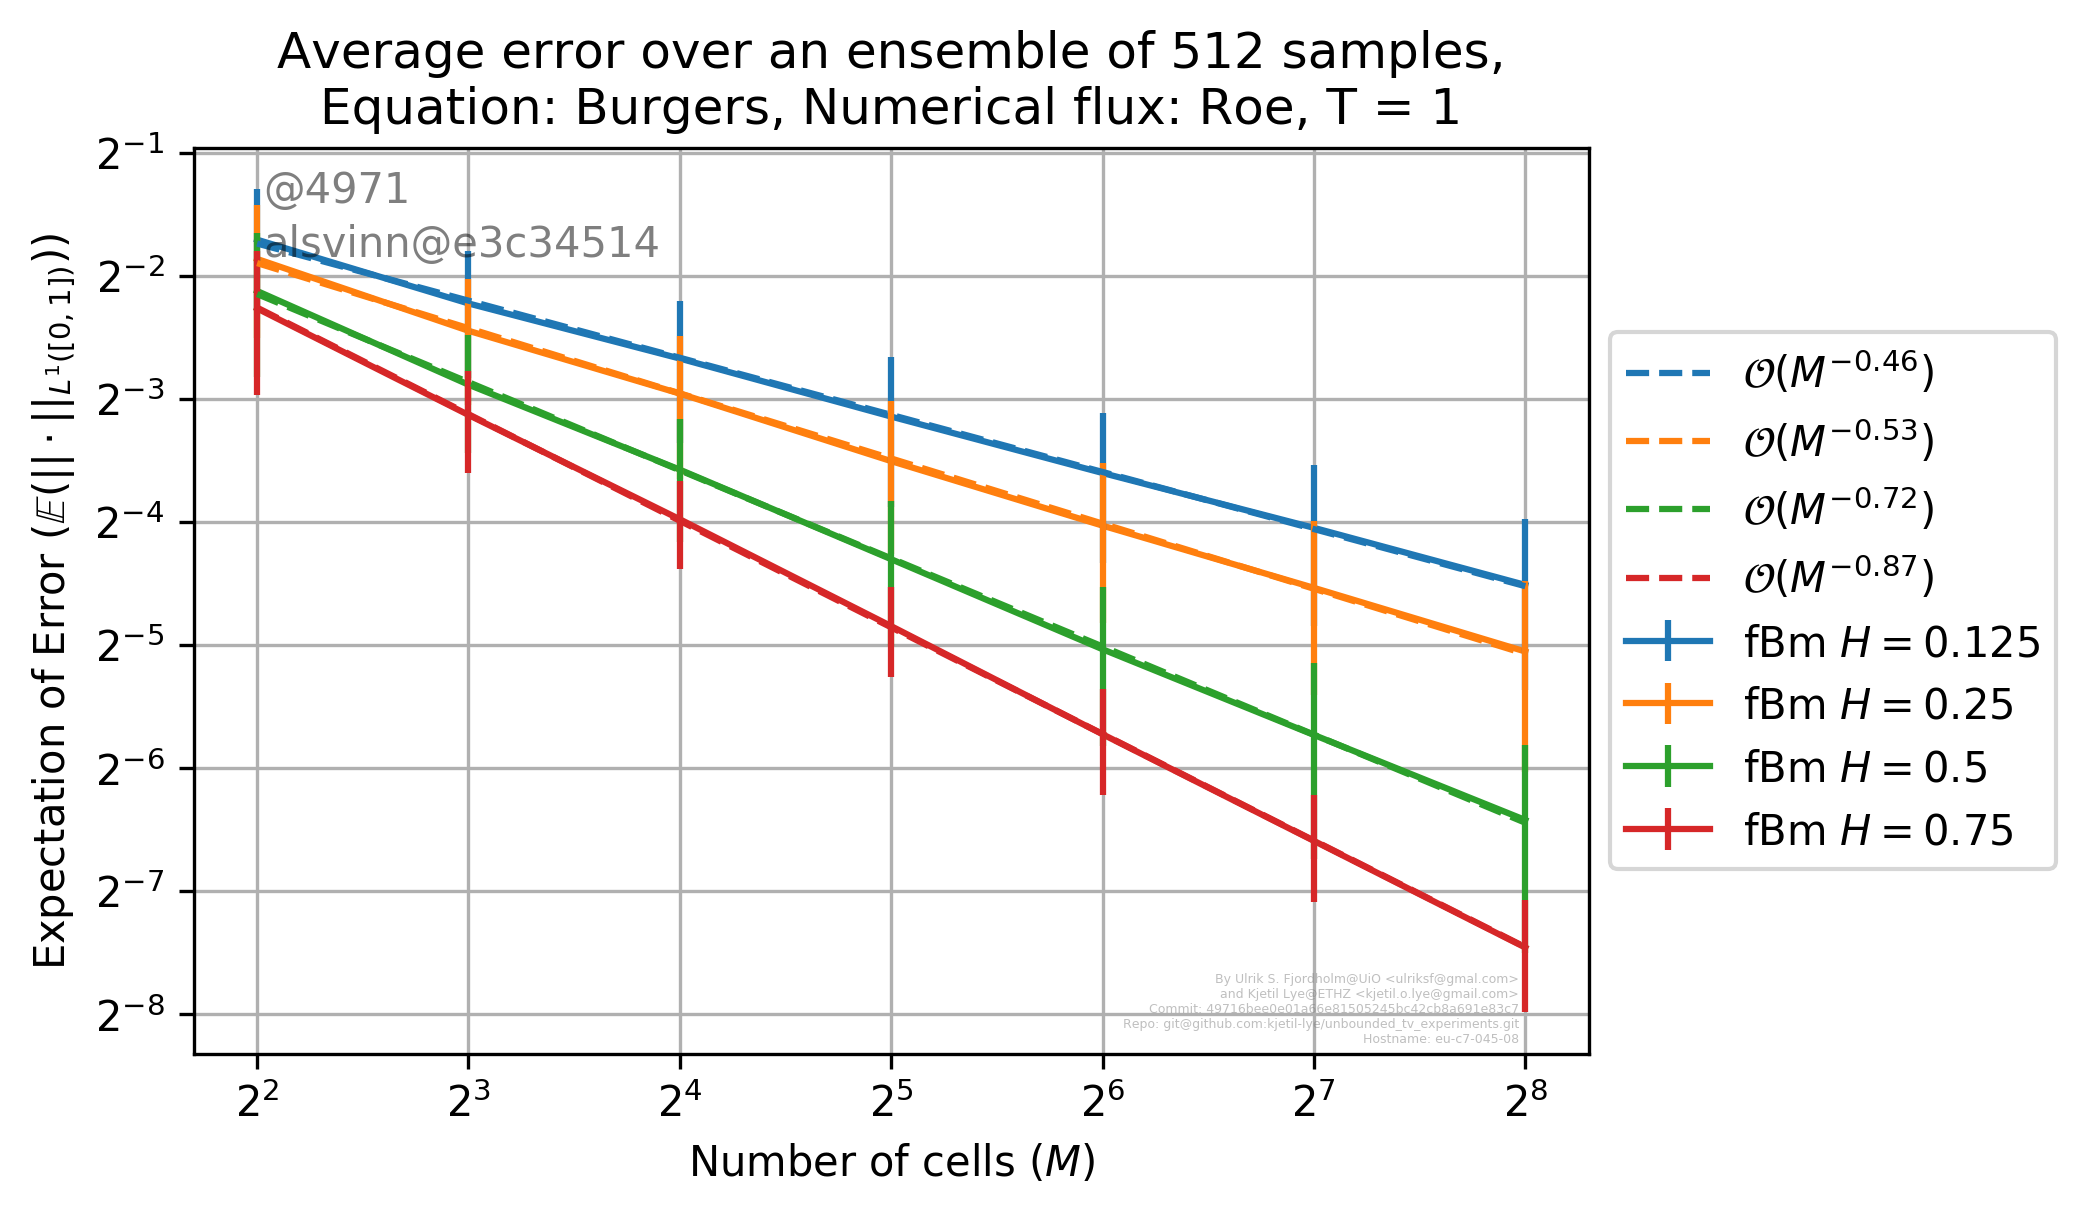 Average error over an ensemble of 512 samples,
Equation: Burgers, Numerical flux: Roe, T = 1
Expectation of Error (𝔼(||·||_{L^1([0,1])}))
2^{-1}
2^{-2}
2^{-3}
2^{-4}
2^{-5}
2^{-6}
2^{-7}
2^{-8}
@4971
alsvinn@e3c34514
By Ulrik S. Fjordholm@UiO <ulriksf@gmal.com>
and Kjetil Lye@ETHZ <kjetil.o.lye@gmail.com>
Commit: 49716bee0e01a66e81505245bc42cb8a691e83c7
Repo: git@github.com:kjetil-lye/unbounded_tv_experiments.git
Hostname: eu-c7-045-08
2^2 2^3 2^4 2^5 2^6 2^7 2^8
Number of cells (M)
𝒪(M^{-0.46})
𝒪(M^{-0.53})
𝒪(M^{-0.72})
𝒪(M^{-0.87})
fBm H = 0.125
fBm H = 0.25
fBm H = 0.5
fBm H = 0.75